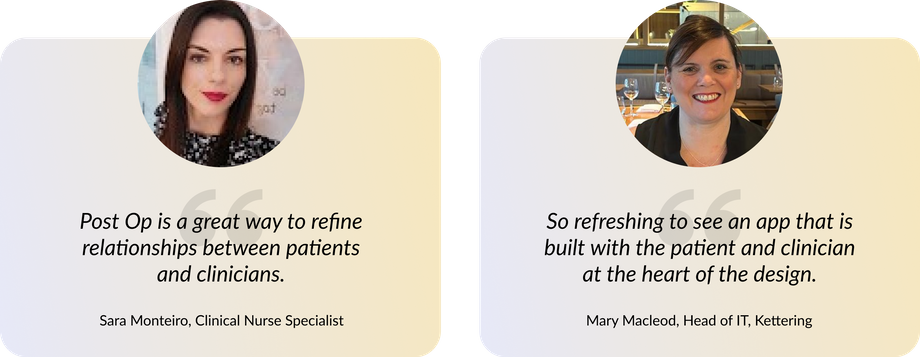 Post Op is a great way to refine
relationships between patients
and clinicians.
Sara Monteiro, Clinical Nurse Specialist
So refreshing to see an app that is
built with the patient and clinician
at the heart of the design.
Mary Macleod, Head of IT, Kettering